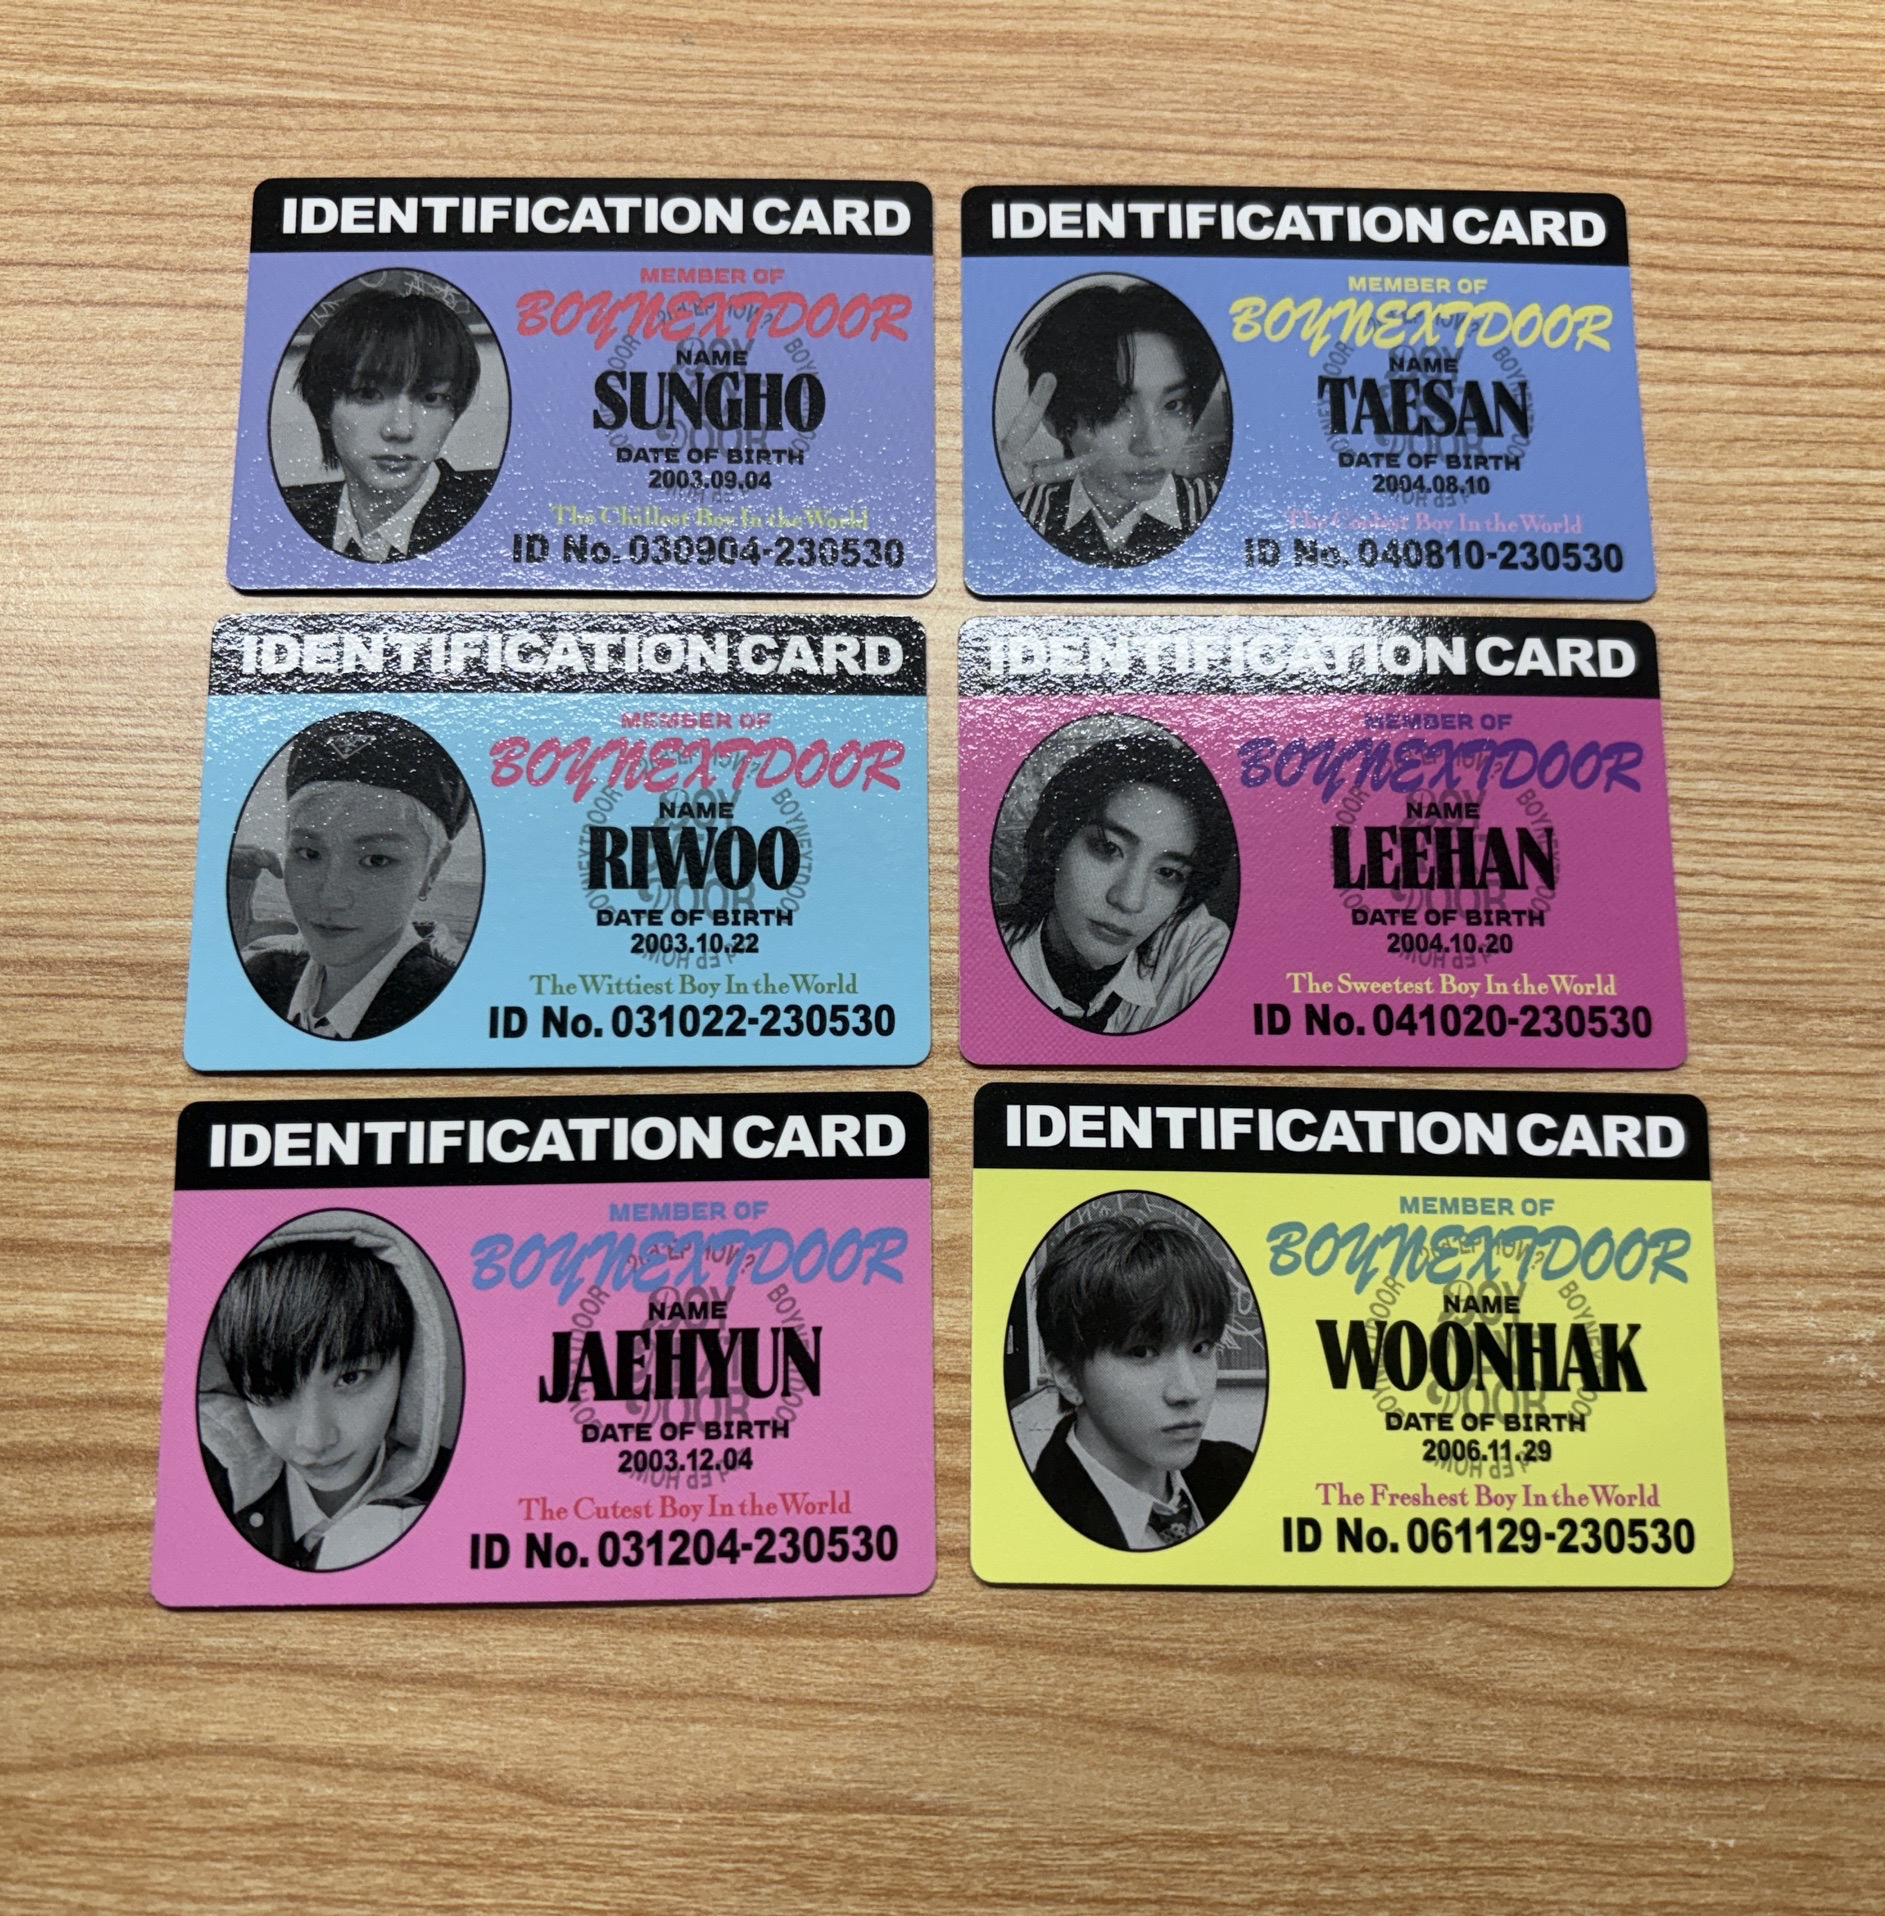 IDENTIFICATION CARD
MEMBER OF
BOYNEXTDOOR
NAME
SUNGHO
DATE OF BIRTH
2003.09.04
The Chillest Boy In the World
ID No. 030904-230530
IDENTIFICATION CARD
MEMBER OF
BOYNEXTDOOR
NAME
TAESAN
DATE OF BIRTH
2004.08.10
The Coolest Boy In the World
ID No. 040810-230530
IDENTIFICATION CARD
MEMBER OF
BOYNEXTDOOR
NAME
RIWOO
DATE OF BIRTH
2003.10.22
The Wittiest Boy In the World
ID No. 031022-230530
IDENTIFICATION CARD
MEMBER OF
BOYNEXTDOOR
NAME
LEEHAN
DATE OF BIRTH
2004.10.20
The Sweetest Boy In the World
ID No. 041020-230530
IDENTIFICATION CARD
MEMBER OF
BOYNEXTDOOR
NAME
JAEHYUN
DATE OF BIRTH
2003.12.04
The Cutest Boy In the World
ID No. 031204-230530
IDENTIFICATION CARD
MEMBER OF
BOYNEXTDOOR
NAME
WOONHAK
DATE OF BIRTH
2006.11.29
The Freshest Boy In the World
ID No. 061129-230530